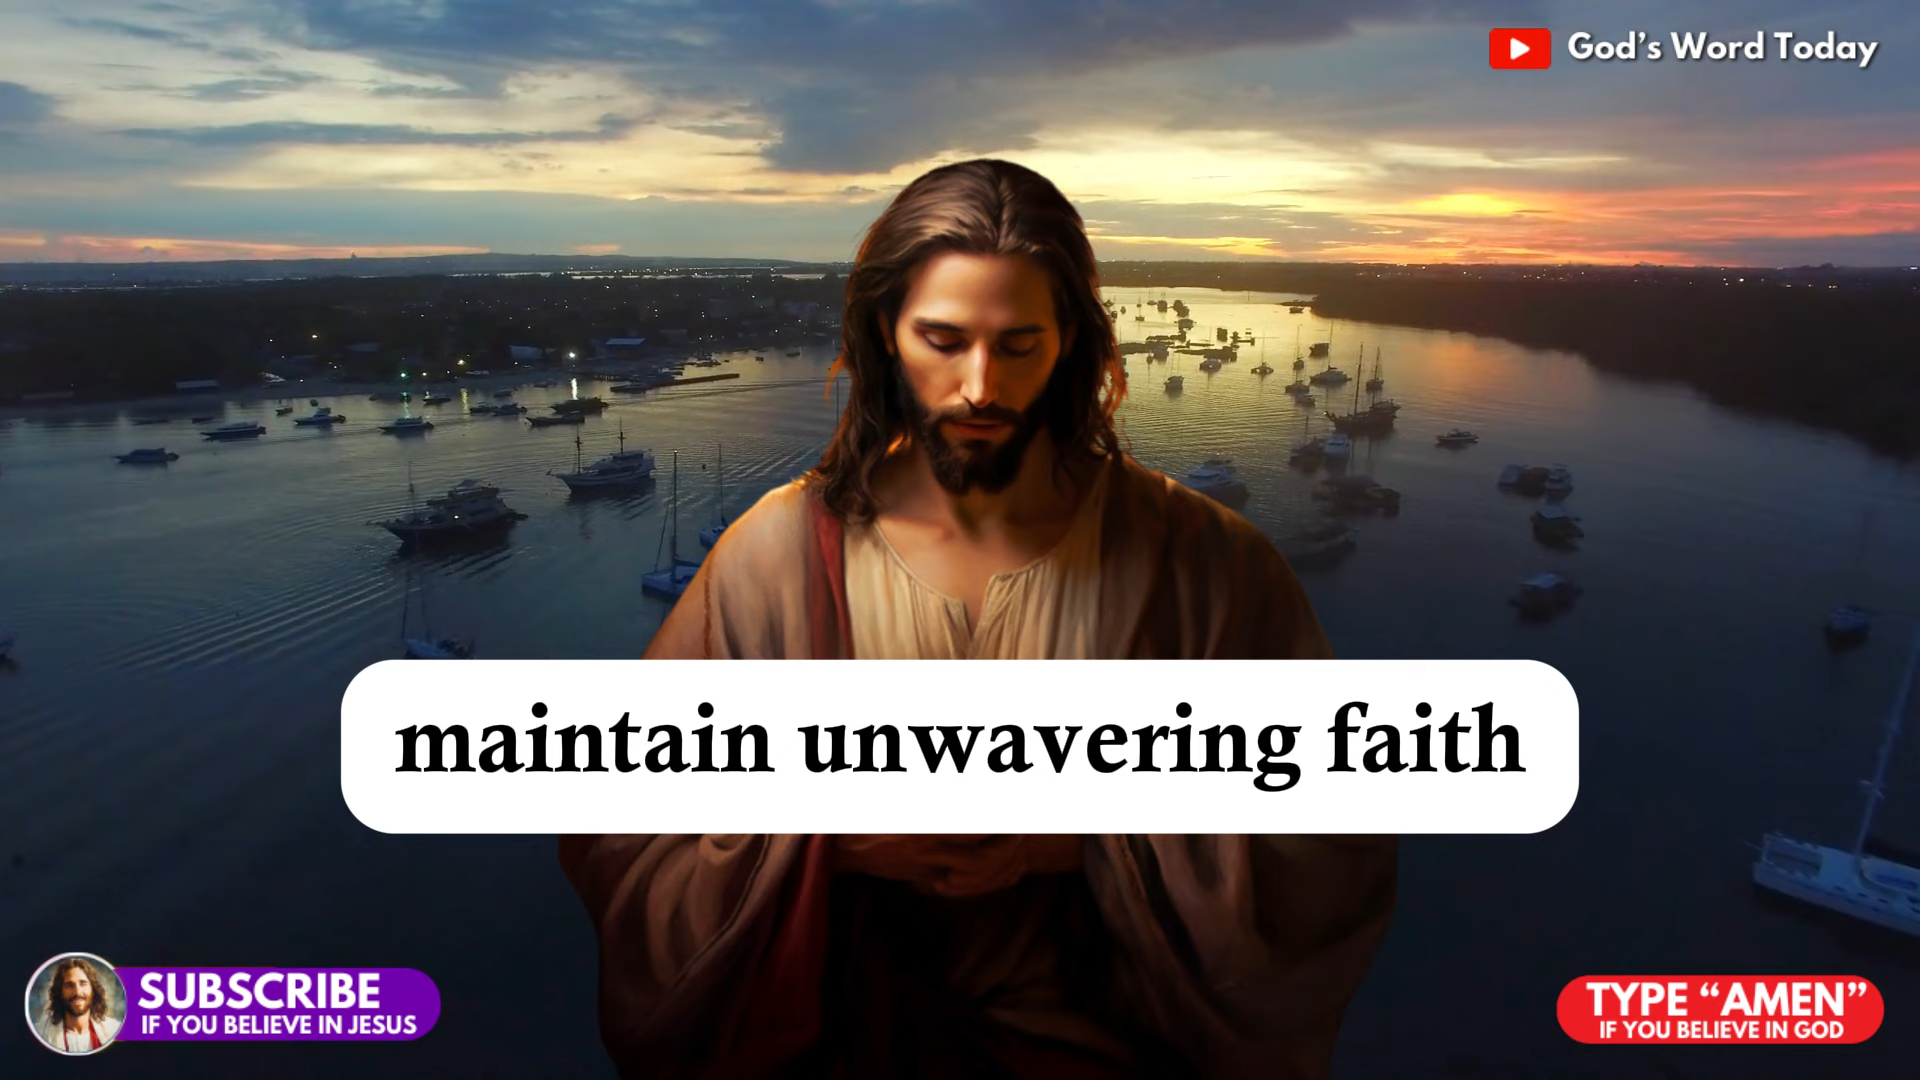 God’s Word Today
maintain unwavering faith
SUBSCRIBE
IF YOU BELIEVE IN JESUS
TYPE “AMEN”
IF YOU BELIEVE IN GOD